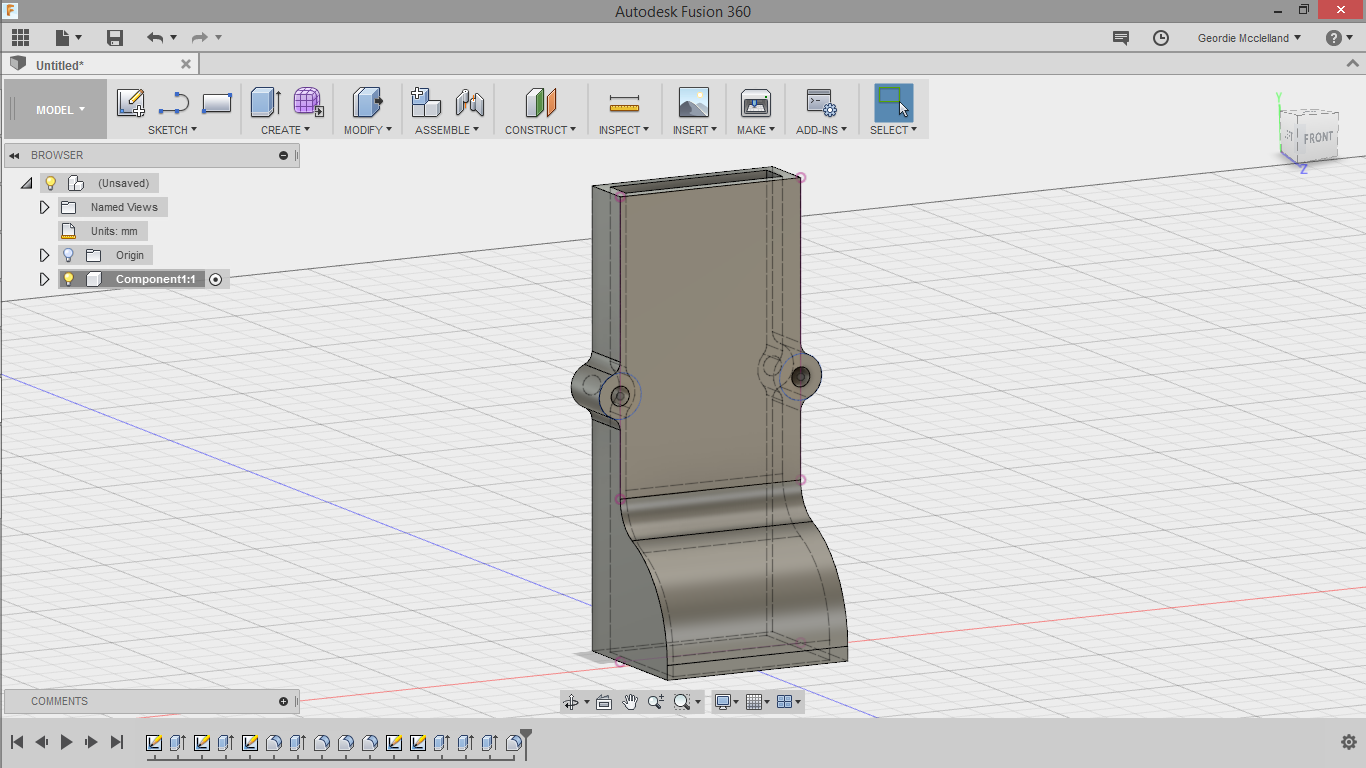 Autodesk Fusion 360
Geordie Mcclelland
Untitled*
MODEL
SKETCH
CREATE
MODIFY
ASSEMBLE
CONSTRUCT
INSPECT
INSERT
MAKE
ADD-INS
SELECT
Y
FRONT
Z
BROWSER
(Unsaved)
Named Views
Units: mm
Origin
Component1:1
COMMENTS